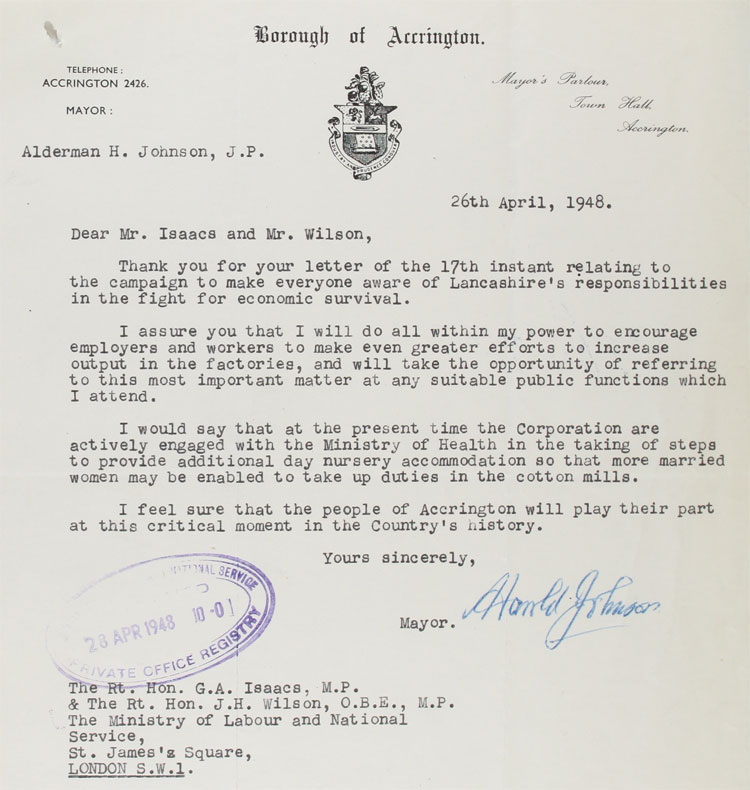 Borough of Accrington.
TELEPHONE:
ACCRINGTON 2426.
MAYOR:
Alderman H. Johnson, J.P.
Mayor's Parlour,
Town Hall,
Accrington.
INDUSTRY AND PRUDENCE CONQUER
26th April, 1948.
Dear Mr. Isaacs and Mr. Wilson,
Thank you for your letter of the 17th instant relating to
the campaign to make everyone aware of Lancashire's responsibilities
in the fight for economic survival.
I assure you that I will do all within my power to encourage
employers and workers to make even greater efforts to increase
output in the factories, and will take the opportunity of referring
to this most important matter at any suitable public functions which
I attend.
I would say that at the present time the Corporation are
actively engaged with the Ministry of Health in the taking of steps
to provide additional day nursery accommodation so that more married
women may be enabled to take up duties in the cotton mills.
I feel sure that the people of Accrington will play their part
at this critical moment in the Country's history.
Yours sincerely,
Mayor. Harold Johnson
NATIONAL SERVICE
28 APR 1948 10-01
PRIVATE OFFICE REGISTRY
The Rt. Hon. G.A. Isaacs, M.P.
& The Rt. Hon. J.H. Wilson, O.B.E., M.P.
The Ministry of Labour and National
Service,
St. James's Square,
LONDON S.W.1.